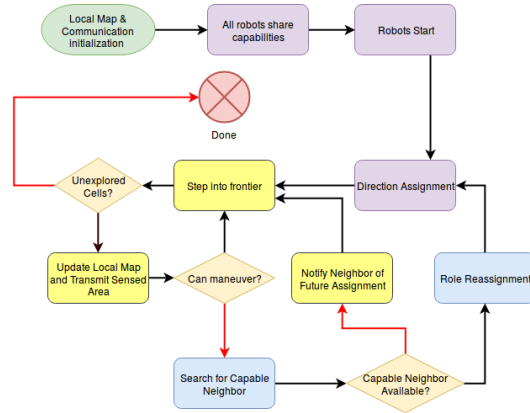 Local Map &
Communication
initialization
All robots share
capabilities
Robots Start
Done
Unexplored
Cells?
Step into frontier
Direction Assignment
Update Local Map
and Transmit Sensed
Area
Can maneuver?
Notify Neighbor of
Future Assignment
Role Reassignment
Search for Capable
Neighbor
Capable Neighbor
Available?